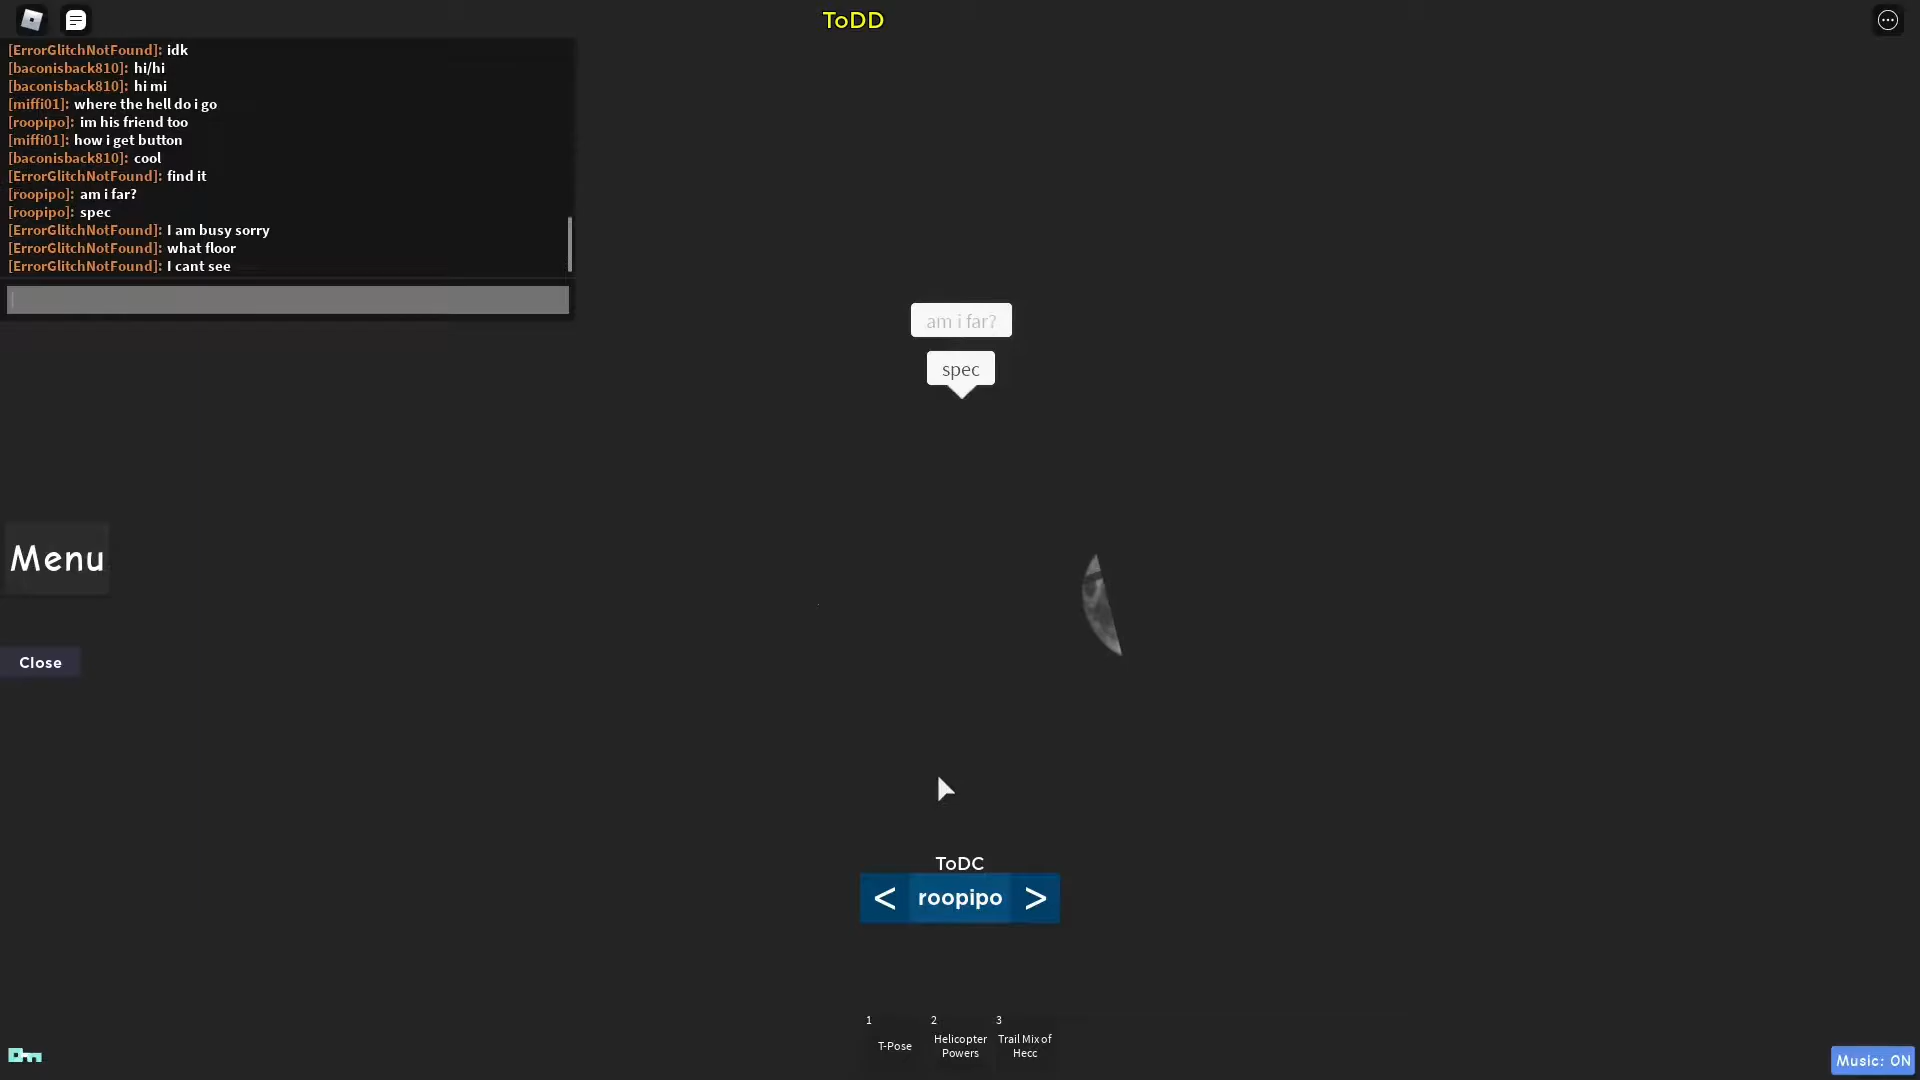 ToDD
[ErrorGlitchNotFound]: idk
[baconisback810]: hi/hi
[baconisback810]: hi mi
[miffi01]: where the hell do i go
[roopipo]: im his friend too
[miffi01]: how i get button
[baconisback810]: cool
[ErrorGlitchNotFound]: find it
[roopipo]: am i far?
[roopipo]: spec
[ErrorGlitchNotFound]: I am busy sorry
[ErrorGlitchNotFound]: what floor
[ErrorGlitchNotFound]: I cant see
am i far?
spec
Menu
Close
ToDC
< roopipo >
1 2 3
T-Pose
Helicopter
Powers
Trail Mix of
Hecc
Music: ON